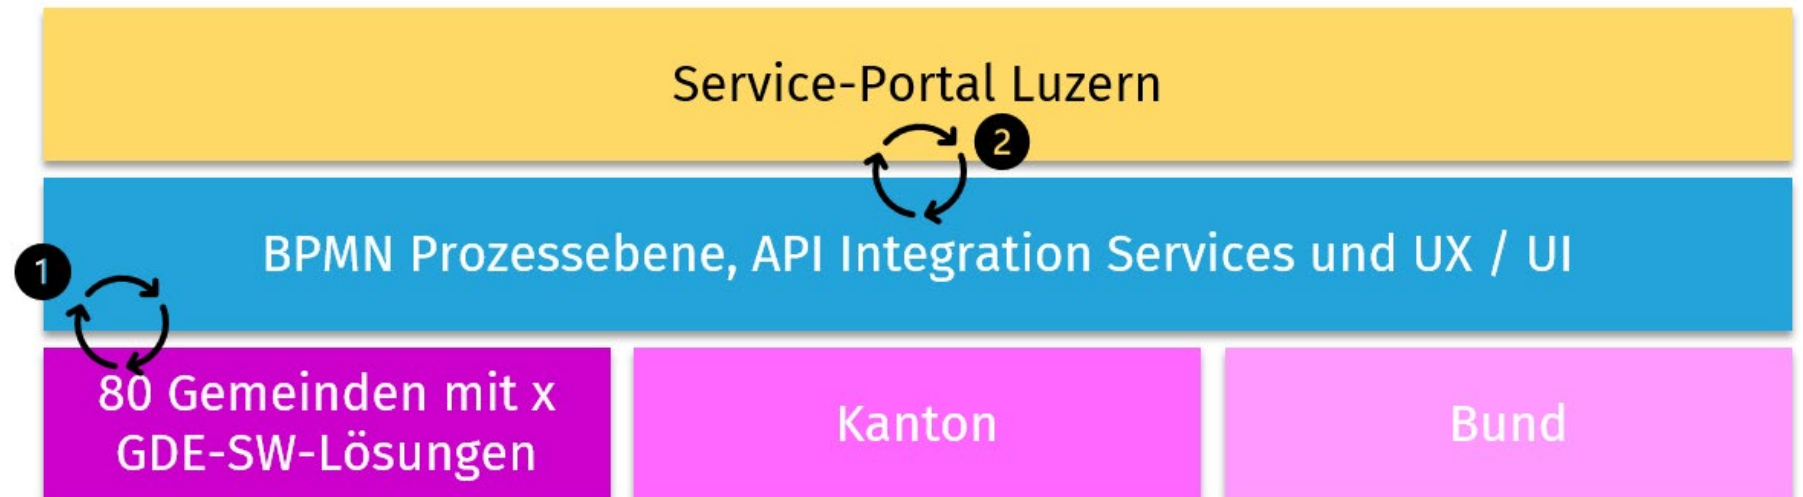 Service-Portal Luzern
2
BPMN Prozessebene, API Integration Services und UX / UI
1
80 Gemeinden mit x
GDE-SW-Lösungen
Kanton
Bund